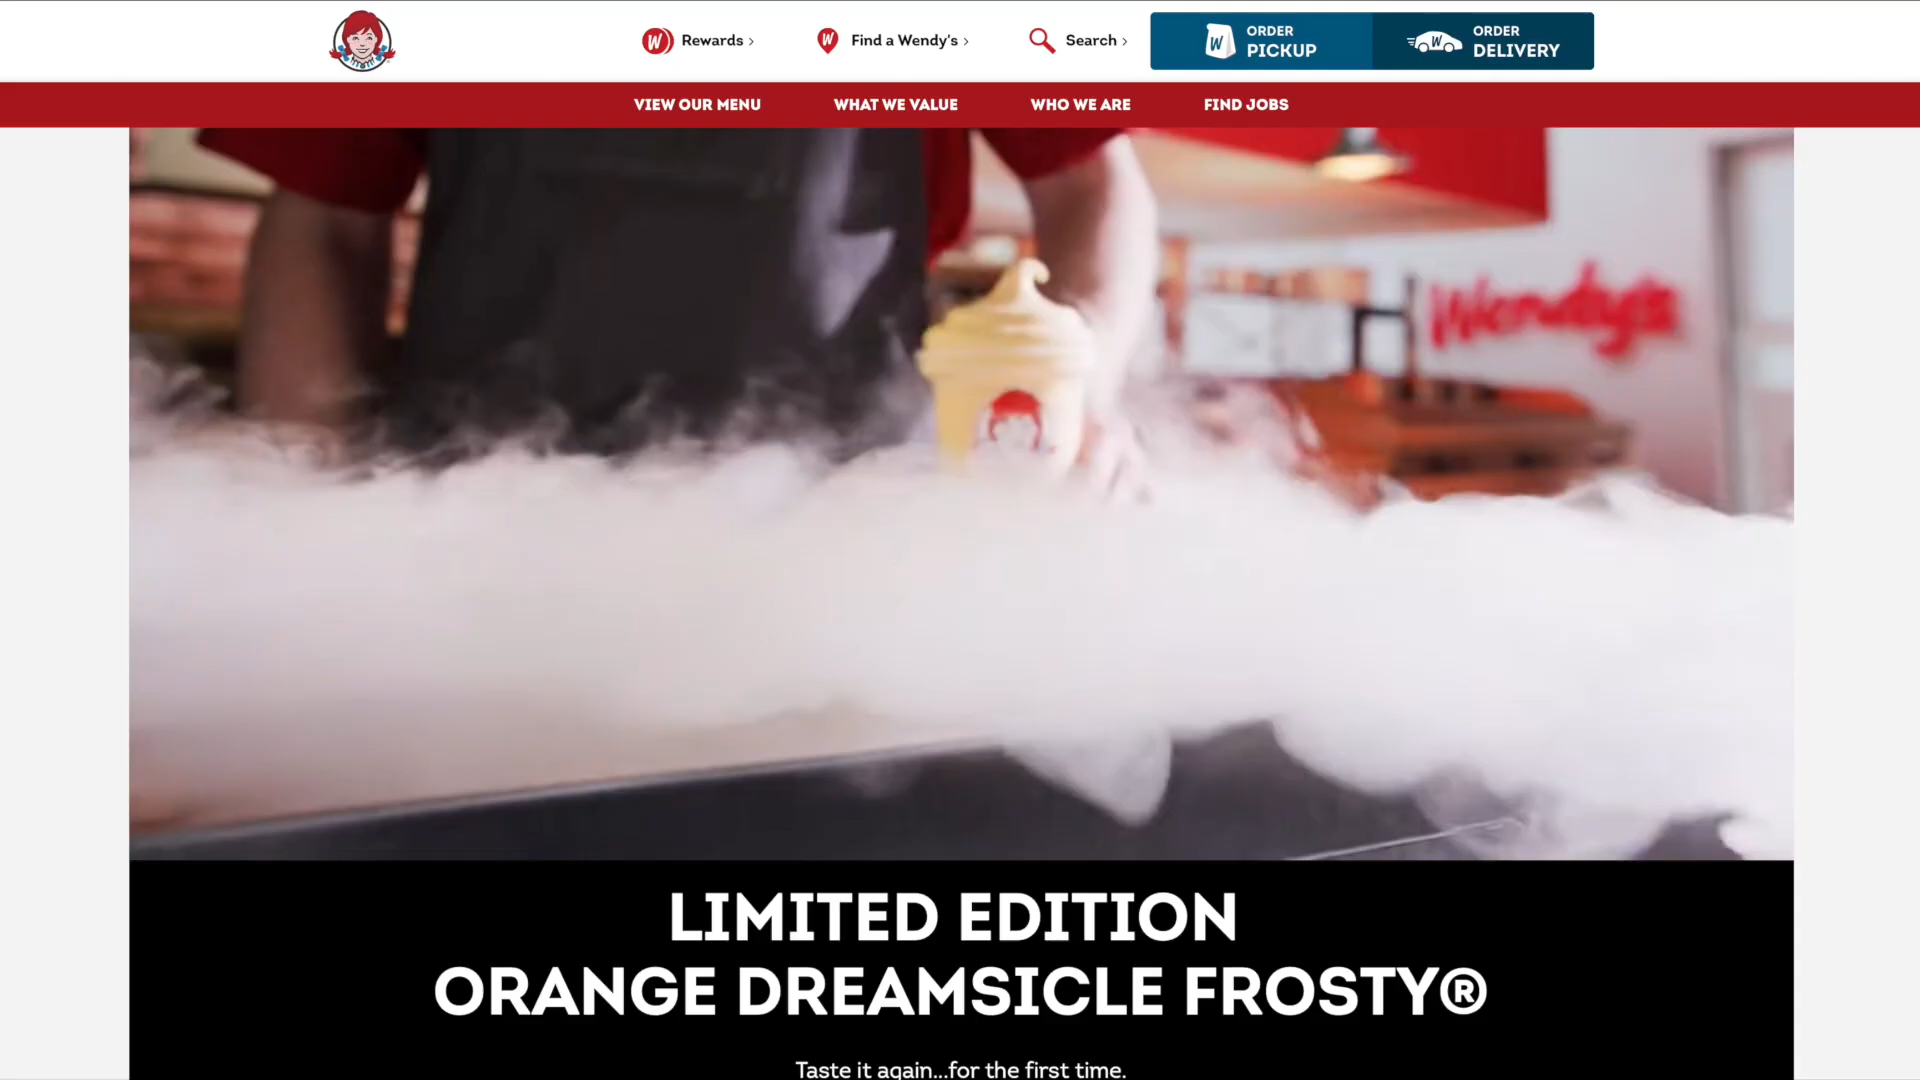 Rewards
Find a Wendy's
Search
ORDER
PICKUP
ORDER
DELIVERY
VIEW OUR MENU
WHAT WE VALUE
WHO WE ARE
FIND JOBS
Wendy's
LIMITED EDITION
ORANGE DREAMSICLE FROSTY®
Taste it again...for the first time.